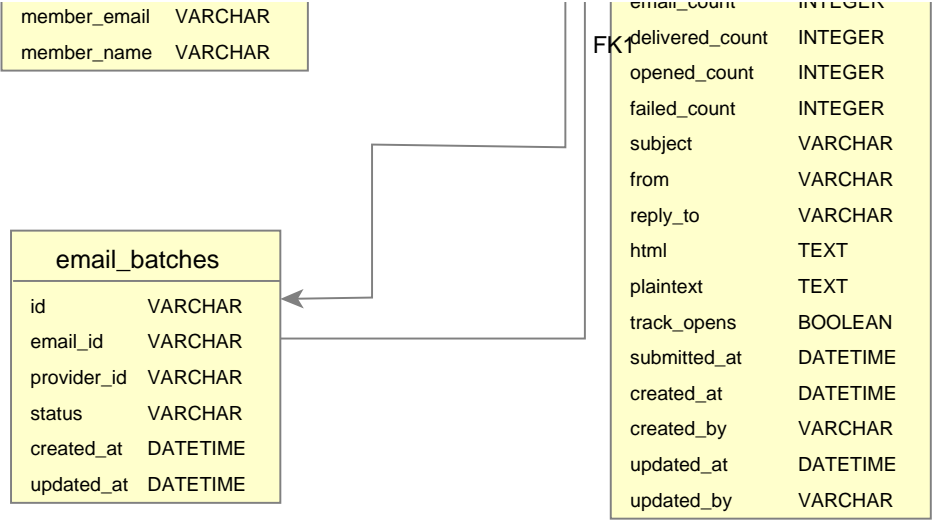 member_email VARCHAR
member_name VARCHAR
email_count INTEGER
FK1
delivered_count INTEGER
opened_count INTEGER
failed_count INTEGER
subject VARCHAR
from VARCHAR
reply_to VARCHAR
html TEXT
plaintext TEXT
track_opens BOOLEAN
submitted_at DATETIME
created_at DATETIME
created_by VARCHAR
updated_at DATETIME
updated_by VARCHAR
email_batches
id VARCHAR
email_id VARCHAR
provider_id VARCHAR
status VARCHAR
created_at DATETIME
updated_at DATETIME